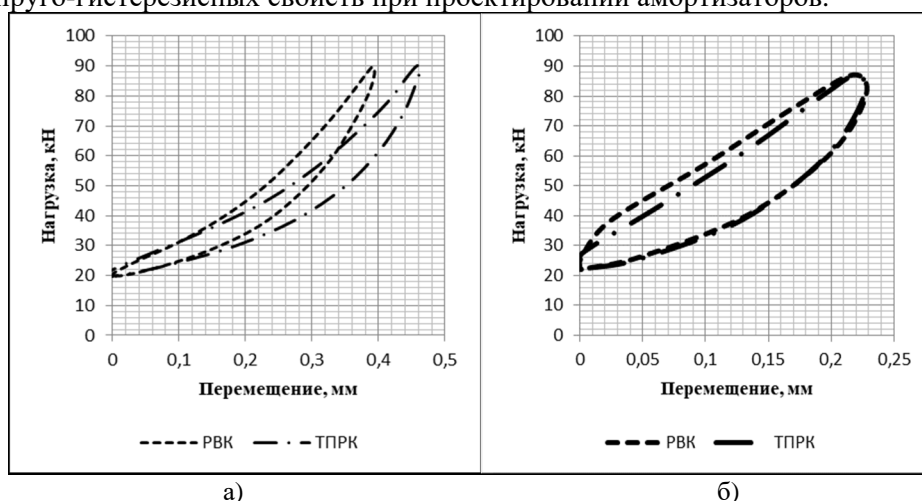 пруго-гистерезисных свойств при проектировании амортизаторов.
100
90
80
70
60
50
40
30
20
10
0
Нагрузка, кН
0 0,1 0,2 0,3 0,4 0,5
Перемещение, мм
РВК ТПРК
100
90
80
70
60
50
40
30
20
10
0
Нагрузка, кН
0 0,05 0,1 0,15 0,2 0,25
Перемещение, мм
РВК ТПРК
а) б)